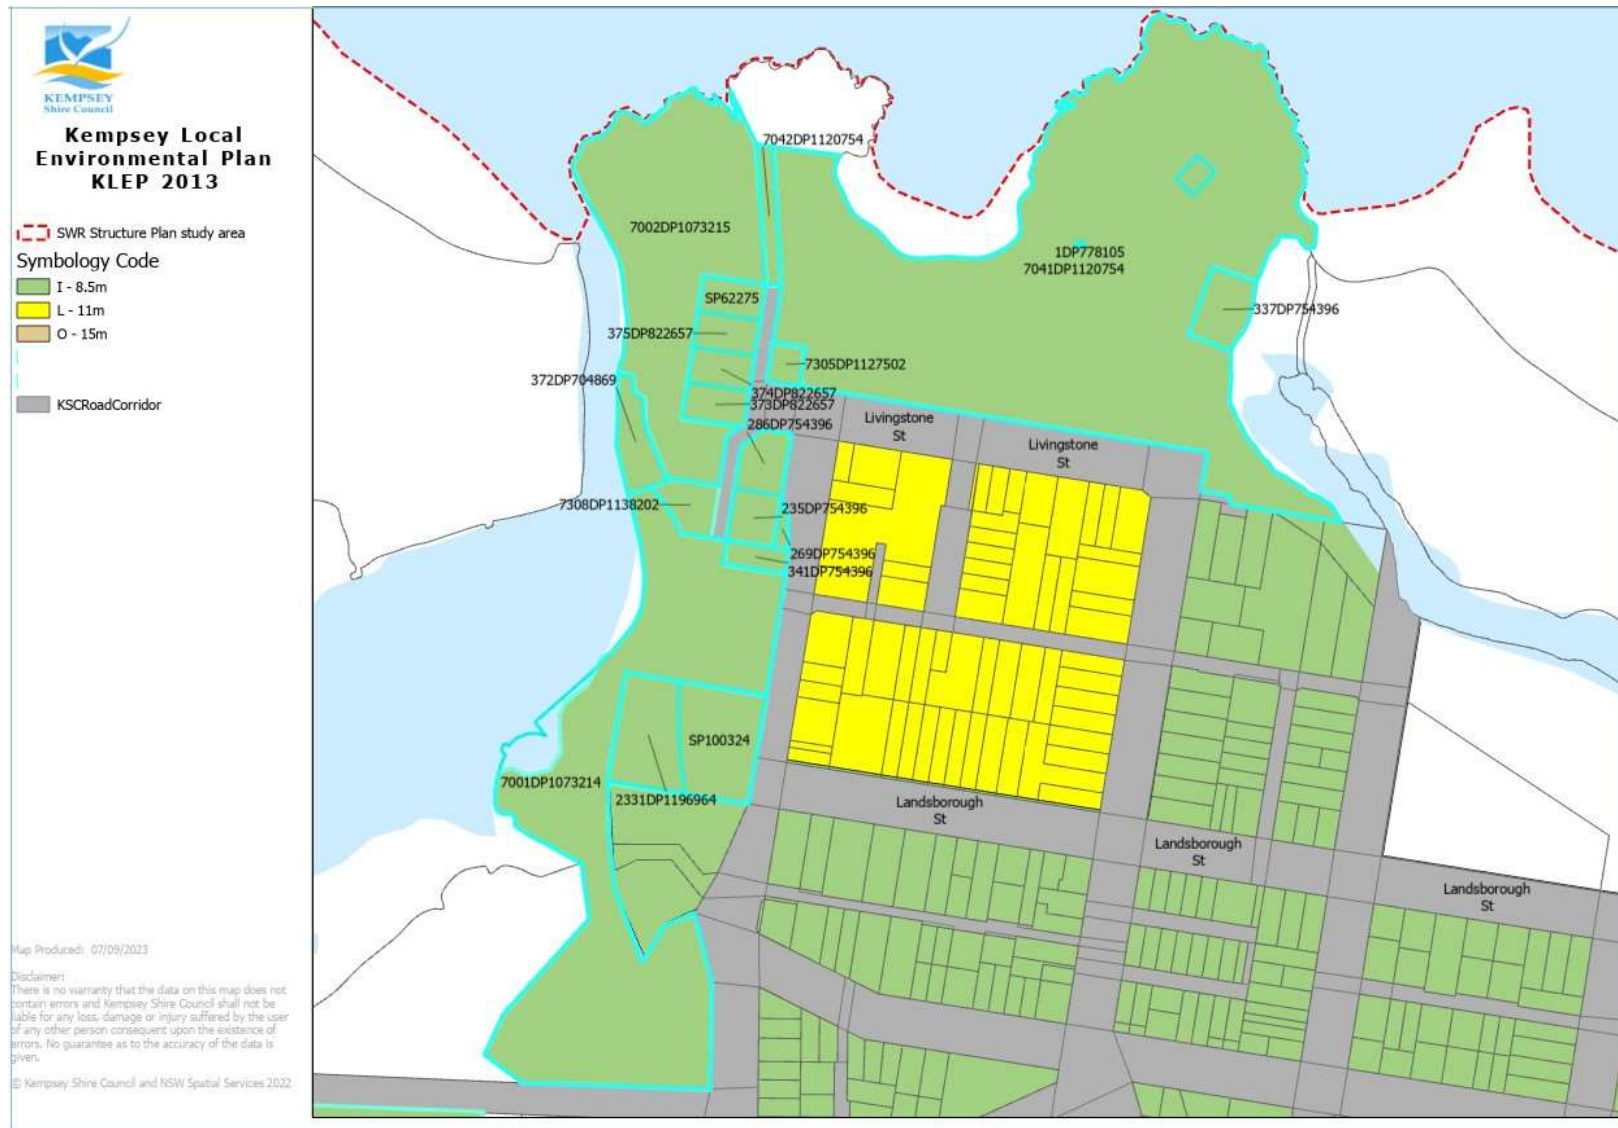 KEMPSEY
Shire Council
Kempsey Local
Environmental Plan
KLEP 2013
SWR Structure Plan study area
Symbology Code
I - 8.5m
L - 11m
O - 15m
KSCRoadCorridor
Map Produced: 07/09/2023
Disclaimer:
There is no warranty that the data on this map does not
contain errors and Kempsey Shire Council shall not be
liable for any loss, damage or injury suffered by the user
of any other person consequent upon the existence of
errors. No guarantee as to the accuracy of the data is
given.
© Kempsey Shire Council and NSW Spatial Services 2022
7042DP1120754
7002DP1073215
1DP778105
7041DP1120754
SP62275
337DP754396
375DP822657
7305DP1127502
372DP704869
374DP822657
373DP822657
286DP754396
Livingstone
St
Livingstone
St
7308DP1138202
235DP754396
269DP754396
341DP754396
SP100324
7001DP1073214
2331DP1196964
Landsborough
St
Landsborough
St
Landsborough
St